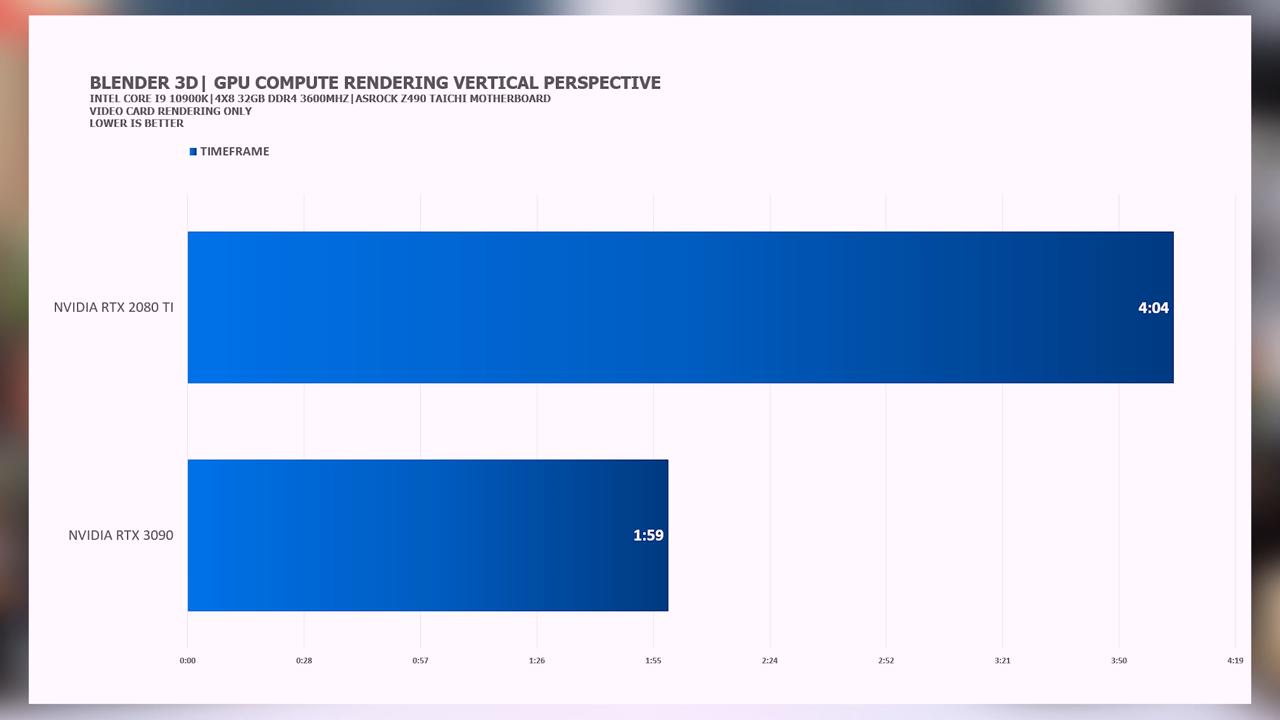 BLENDER 3D| GPU COMPUTE RENDERING VERTICAL PERSPECTIVE
INTEL CORE I9 10900K|4X8 32GB DDR4 3600MHZ|ASROCK Z490 TAICHI MOTHERBOARD
VIDEO CARD RENDERING ONLY
LOWER IS BETTER
TIMEFRAME
NVIDIA RTX 2080 TI
4:04
NVIDIA RTX 3090
1:59
0:00 0:28 0:57 1:26 1:55 2:24 2:52 3:21 3:50 4:19